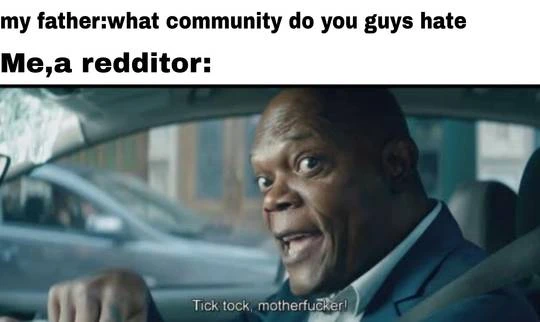 my father:what community do you guys hate
Me,a redditor:
Tick tock, motherfucker!